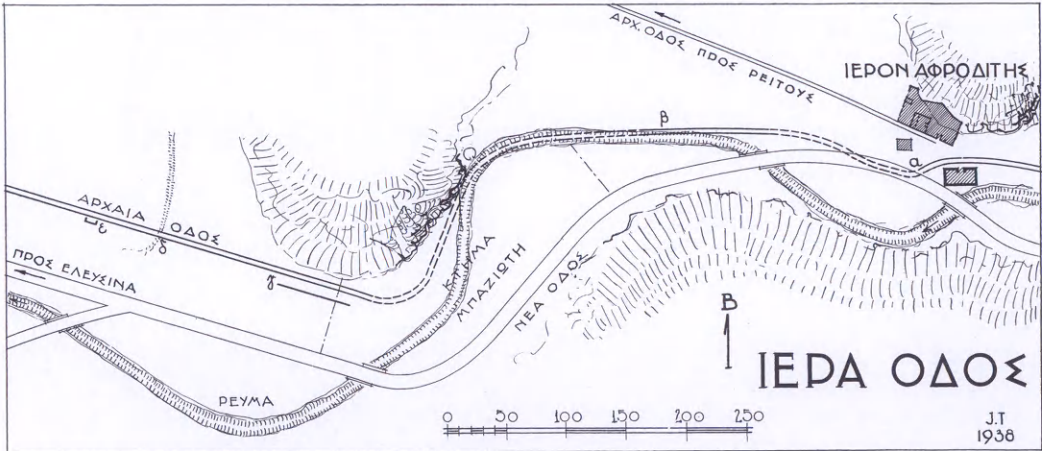 ΑΡΧ. ΟΔΟΣ ΠΡΟΣ ΡΕΙΤΟΥΣ
ΙΕΡΟΝ ΑΦΡΟΔΙΤΗΣ
β
α
ΑΡΧΑΙΑ ΟΔΟΣ
ε
δ
γ
ΠΡΟΣ ΕΛΕΥΣΙΝΑ
ΚΤΗΜΑ
ΜΠΑΖΙΩΤΗ
ΝΕΑ ΟΔΟΣ
Β
ΙΕΡΑ ΟΔΟΣ
ΡΕΥΜΑ
0 50 100 150 200 250
J.T
1938